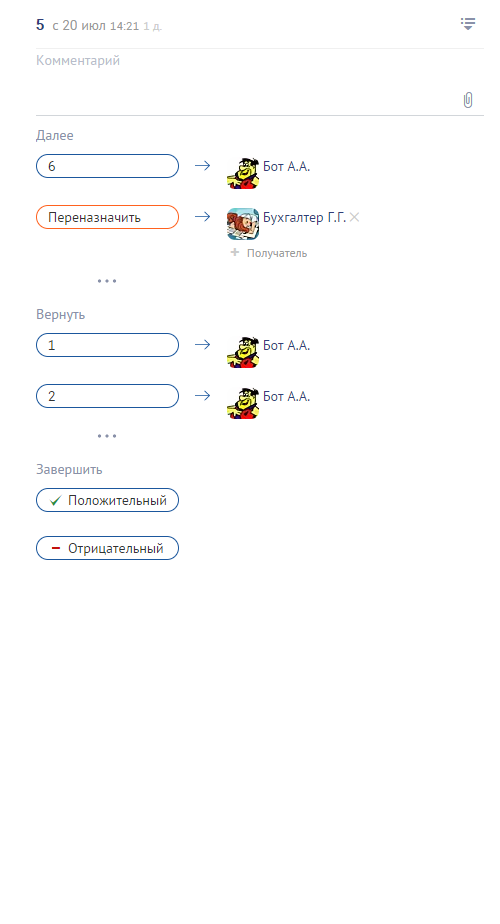 5 с 20 июл 14:21 1 д.
Комментарий
Далее
6 Бот А.А.
Переназначить Бухгалтер Г.Г.
Получатель
Вернуть
1 Бот А.А.
2 Бот А.А.
Завершить
Положительный
Отрицательный